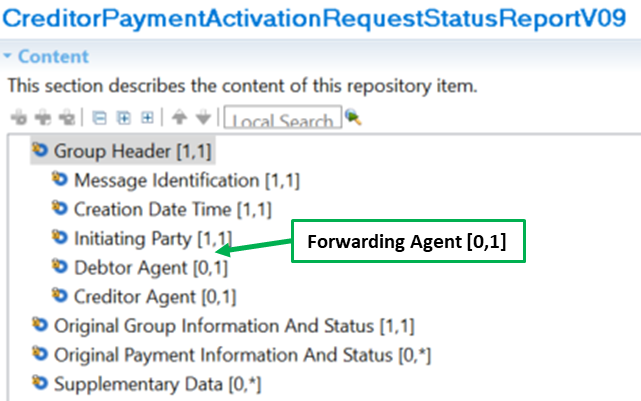 CreditorPaymentActivationRequestStatusReportV09
Content
This section describes the content of this repository item.
Local Search
Group Header [1,1]
Message Identification [1,1]
Creation Date Time [1,1]
Initiating Party [1,1]
Forwarding Agent [0,1]
Debtor Agent [0,1]
Creditor Agent [0,1]
Original Group Information And Status [1,1]
Original Payment Information And Status [0,*]
Supplementary Data [0,*]